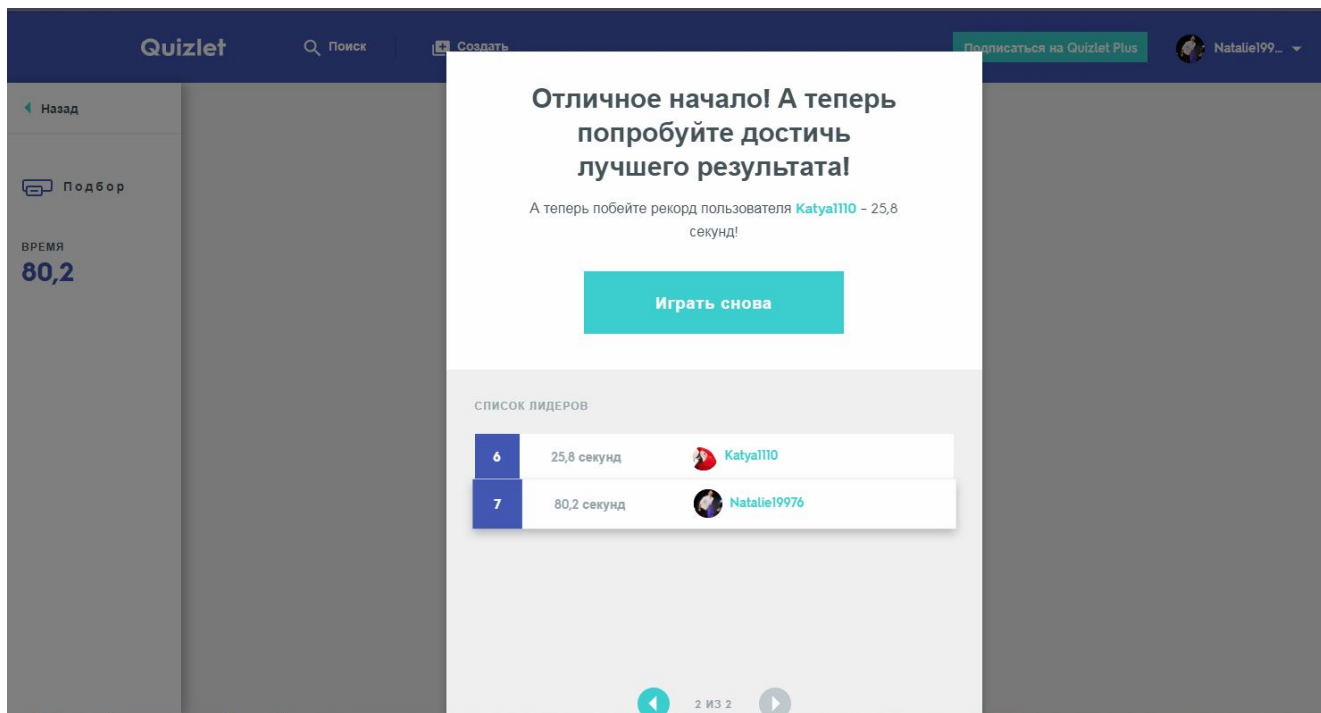 Quizlet
Поиск
Создать
Подписаться на Quizlet Plus
Natalie199...
Назад
Подбор
ВРЕМЯ
80,2
Отличное начало! А теперь
попробуйте достичь
лучшего результата!
А теперь побейте рекорд пользователя Katya1110 - 25,8
секунд!
Играть снова
СПИСОК ЛИДЕРОВ
6 25,8 секунд Katya1110
7 80,2 секунд Natalie19976
2 ИЗ 2